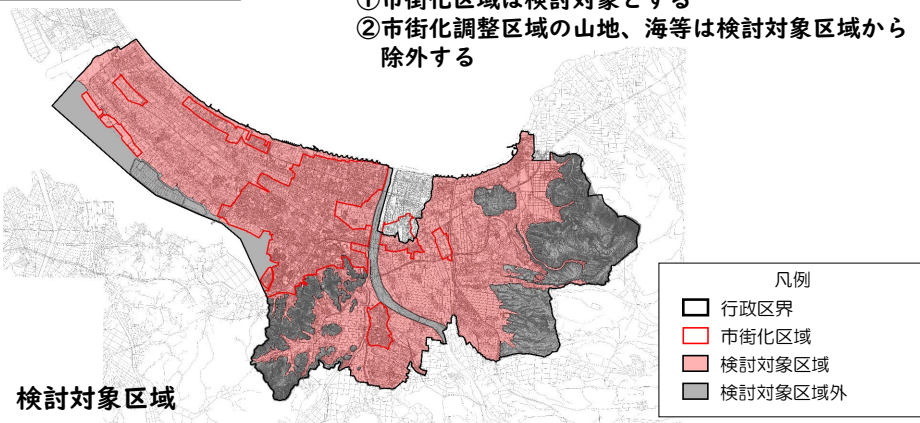 ①市街化区域は検討対象とする
②市街化調整区域の山地、海等は検討対象区域から
除外する
凡例
行政区界
市街化区域
検討対象区域
検討対象区域外
検討対象区域